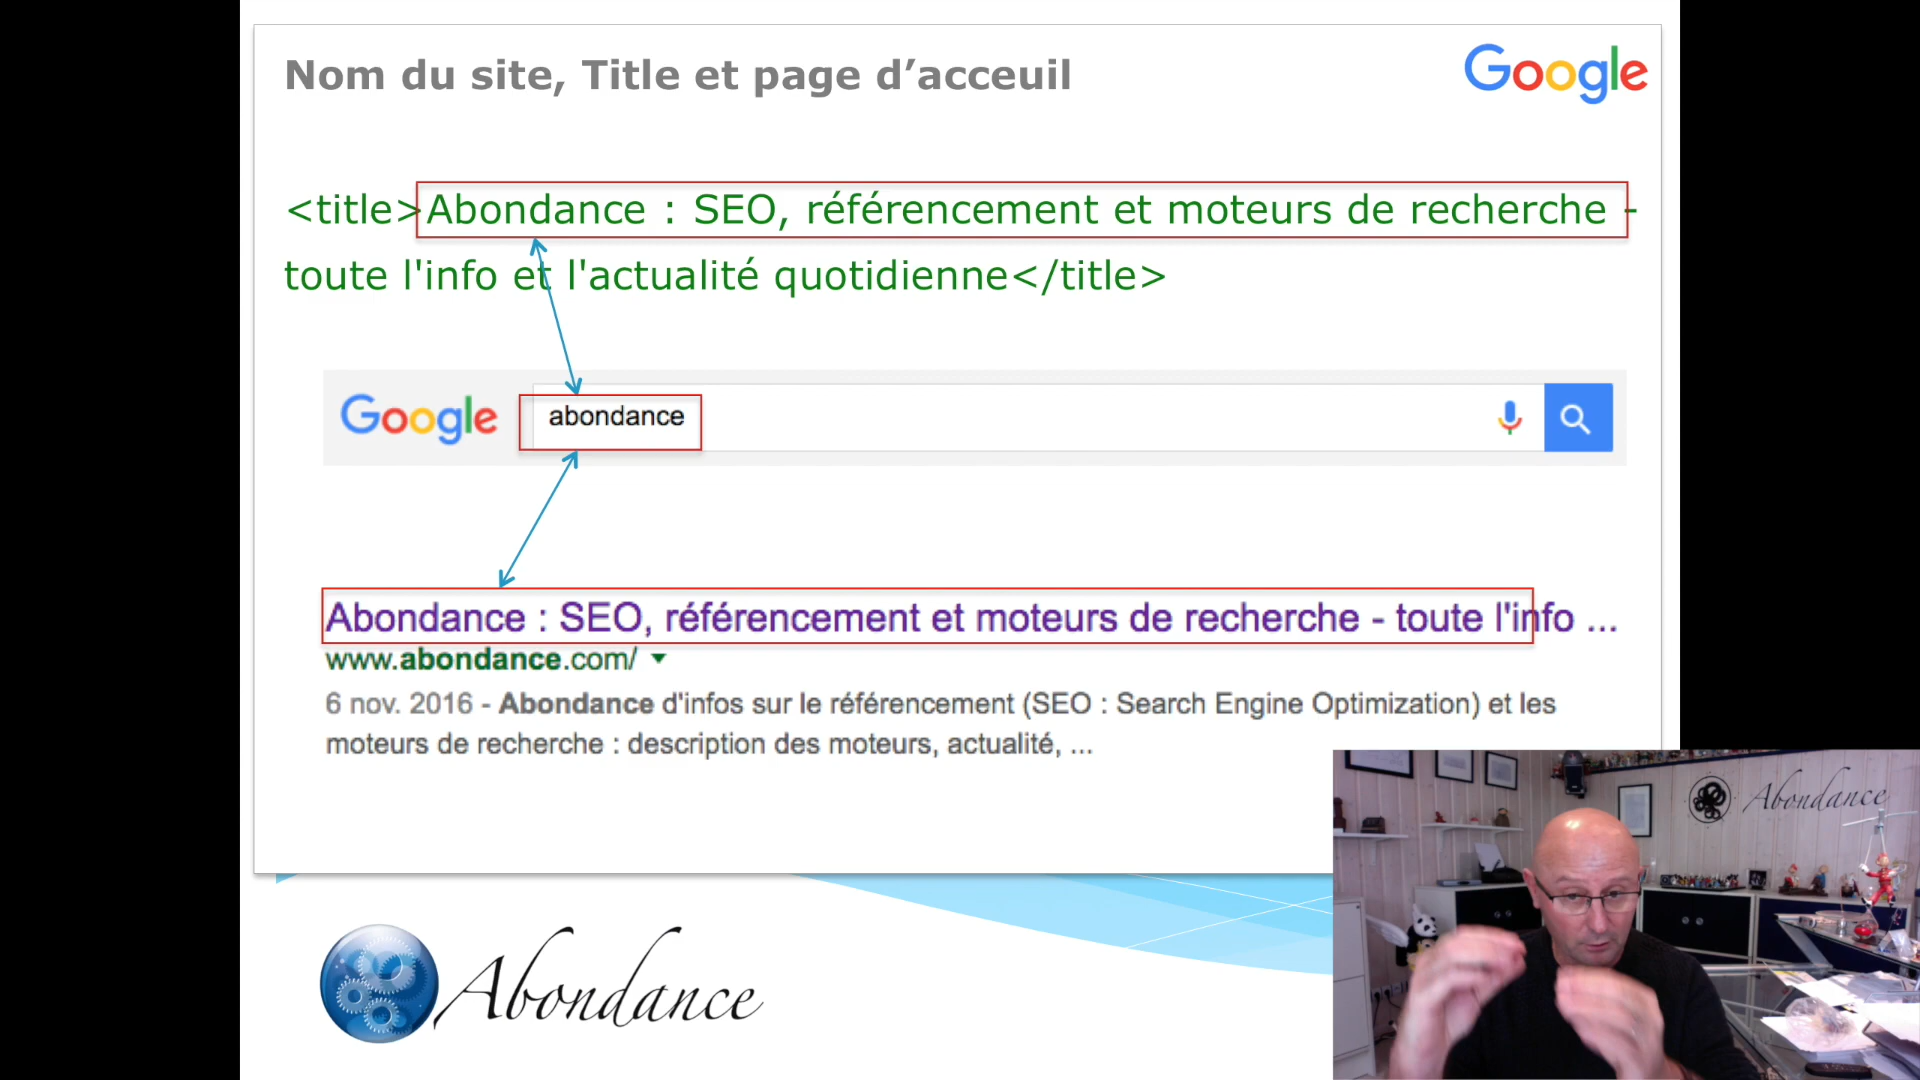 Nom du site, Title et page d’acceuil
Google
<title>Abondance : SEO, référencement et moteurs de recherche -
toute l'info et l'actualité quotidienne</title>
Google abondance
Abondance : SEO, référencement et moteurs de recherche - toute l'info ...
www.abondance.com/
6 nov. 2016 - Abondance d'infos sur le référencement (SEO : Search Engine Optimization) et les
moteurs de recherche : description des moteurs, actualité, ...
Abondance
Abondance